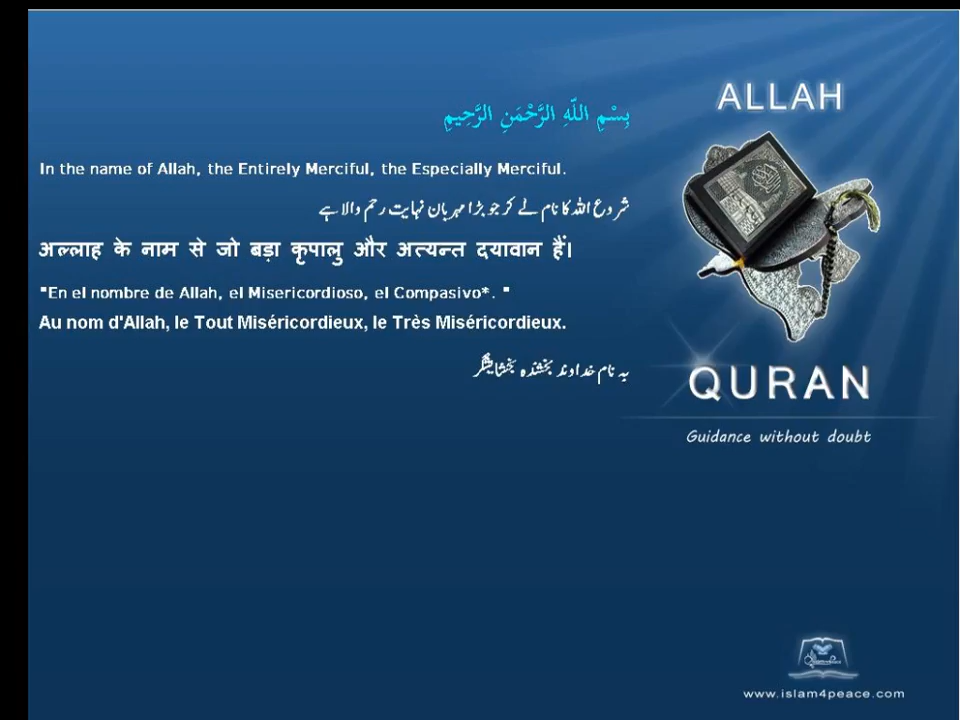 بِسْمِ اللَّهِ الرَّحْمَنِ الرَّحِيمِ
In the name of Allah, the Entirely Merciful, the Especially Merciful.
شروع الله کا نام لے کر جو بڑا مہربان نہایت رحم والا ہے
अल्लाह के नाम से जो बड़ा कृपालु और अत्यन्त दयावान हैं।
"En el nombre de Allah, el Misericordioso, el Compasivo*. "
Au nom d'Allah, le Tout Miséricordieux, le Très Miséricordieux.
به نام خداوند بخشنده بخشایشگر
ALLAH
QURAN
Guidance without doubt
www.islam4peace.com